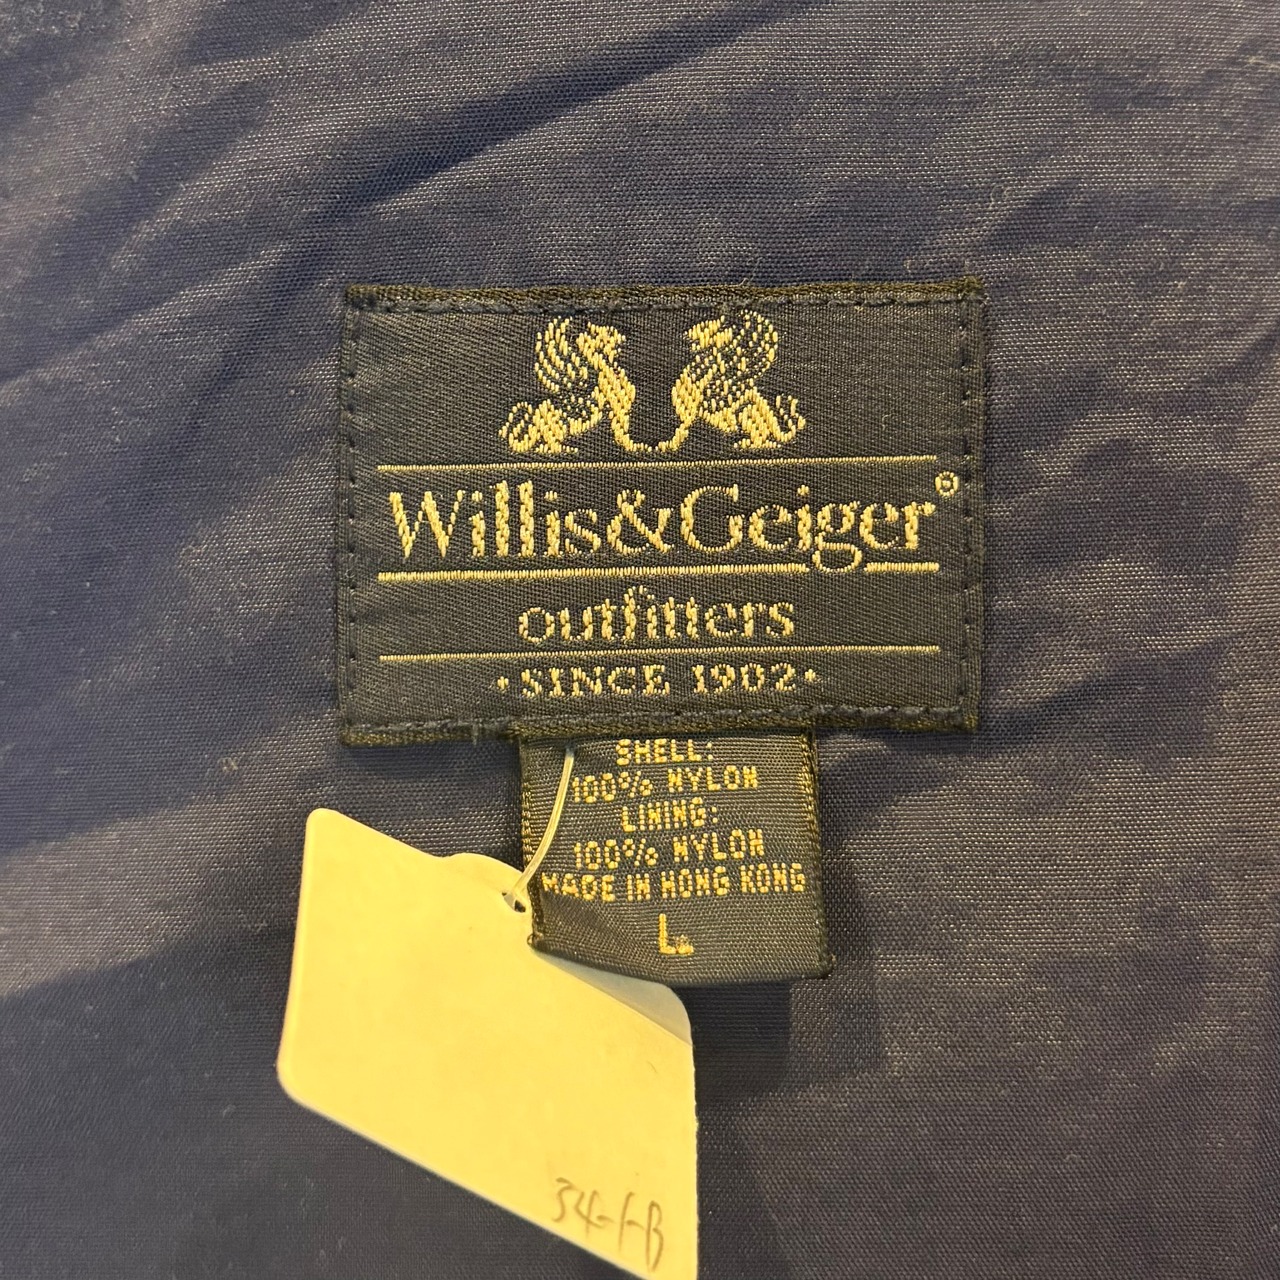 Willis&Geiger®
outfitters
·SINCE 1902·
SHELL:
100% NYLON
LINING:
100% NYLON
MADE IN HONG KONG
L
34-1-B